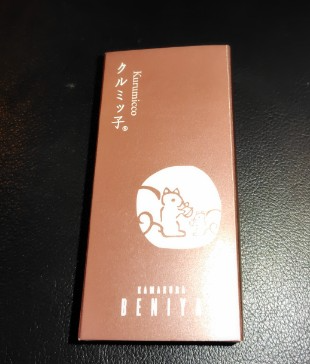 クルミッ子®
Kurumicco
KAMAKURA
BENIYA